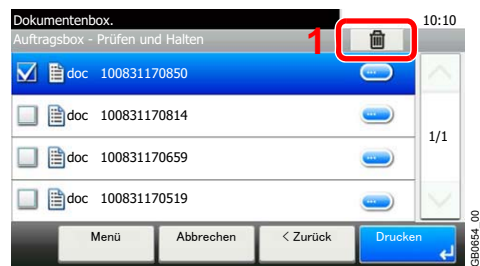 Dokumentenbox. 10:10
Auftragsbox - Prüfen und Halten
1
doc 100831170850
doc 100831170814
1/1
doc 100831170659
doc 100831170519
Menü Abbrechen < Zurück Drucken
GB0654_00